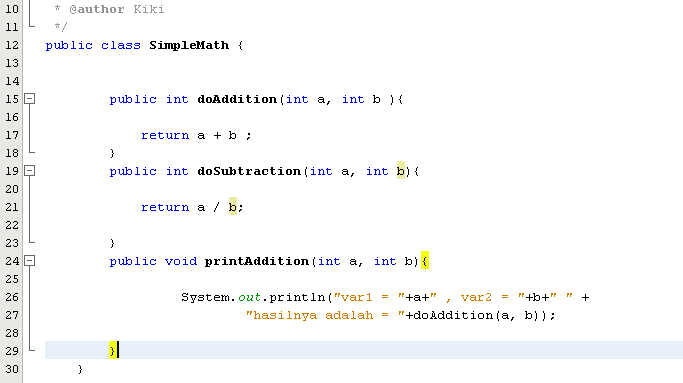 10 * @author Kiki
11 */
12 public class SimpleMath {
13
14
15 public int doAddition(int a, int b ){
16
17 return a + b ;
18 }
19 public int doSubtraction(int a, int b){
20
21 return a / b;
22
23 }
24 public void printAddition(int a, int b){
25
26 System.out.println("var1 = "+a+" , var2 = "+b+" " +
27 "hasilnya adalah = "+doAddition(a, b));
28
29 }
30 }